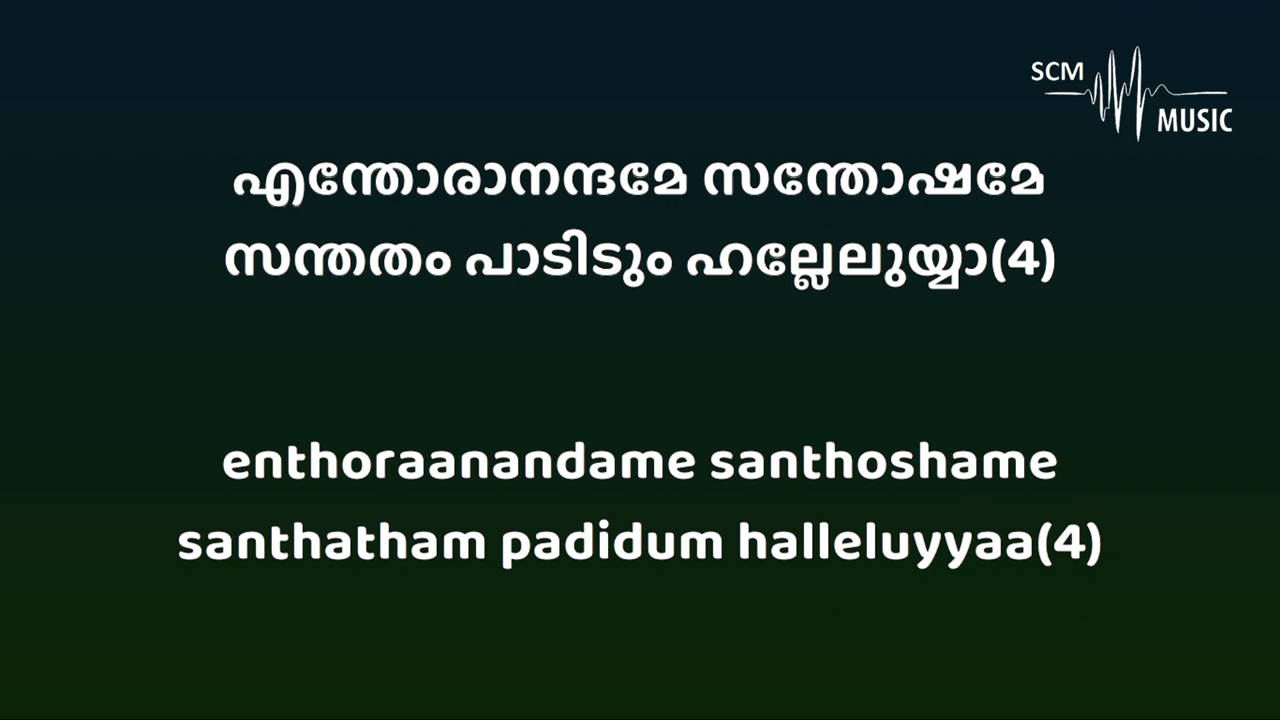 SCM
MUSIC
എന്തോരാനന്ദമേ സന്തോഷമേ
സന്തതം പാടിടും ഹല്ലേലുയ്യാ(4)
enthoraanandame santhoshame
santhatham padidum halleluyyaa(4)